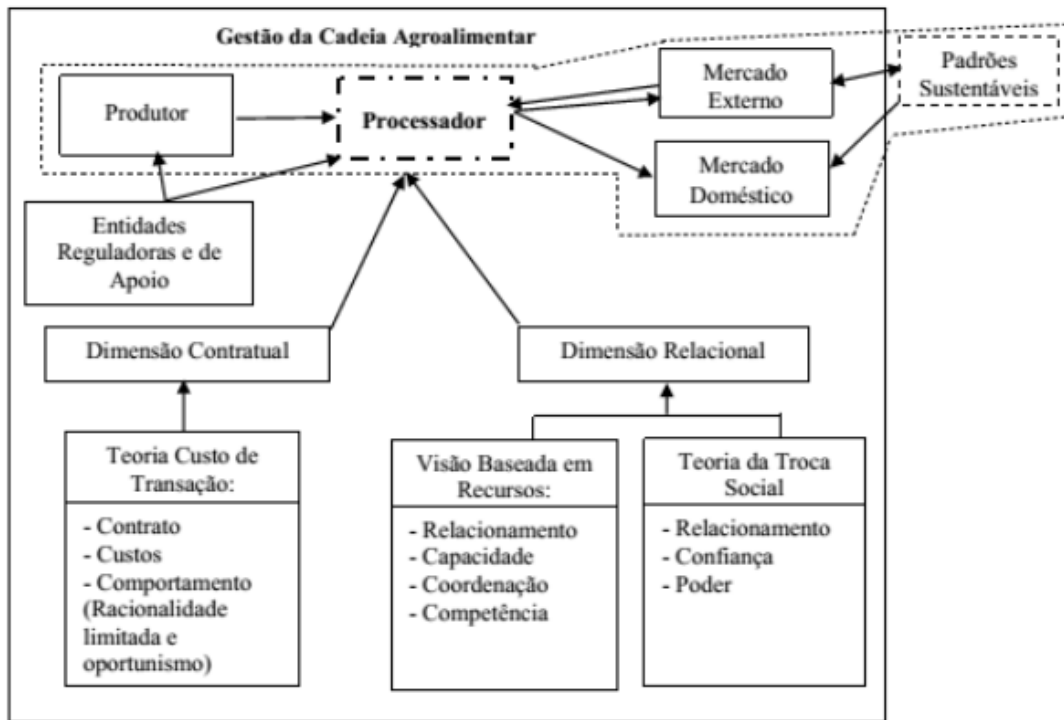 Gestão da Cadeia Agroalimentar
Produtor
Processador
Mercado
Externo
Padrões
Sustentáveis
Mercado
Doméstico
Entidades
Reguladoras e de
Apoio
Dimensão Contratual
Dimensão Relacional
Teoria Custo de
Transação:
- Contrato
- Custos
- Comportamento
(Racionalidade
limitada e
oportunismo)
Visão Baseada em
Recursos:
- Relacionamento
- Capacidade
- Coordenação
- Competência
Teoria da Troca
Social
- Relacionamento
- Confiança
- Poder